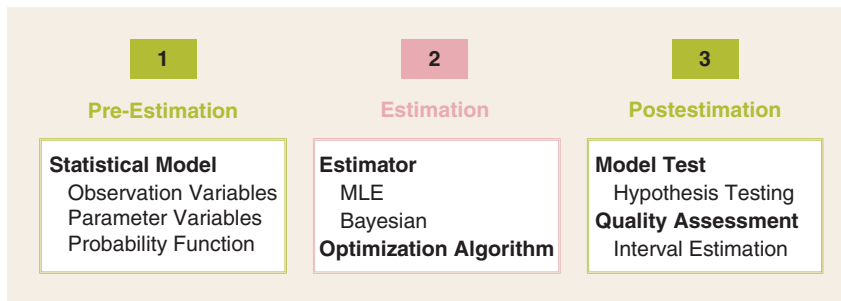 1
Pre-Estimation
Statistical Model
Observation Variables
Parameter Variables
Probability Function
2
Estimation
Estimator
MLE
Bayesian
Optimization Algorithm
3
Postestimation
Model Test
Hypothesis Testing
Quality Assessment
Interval Estimation